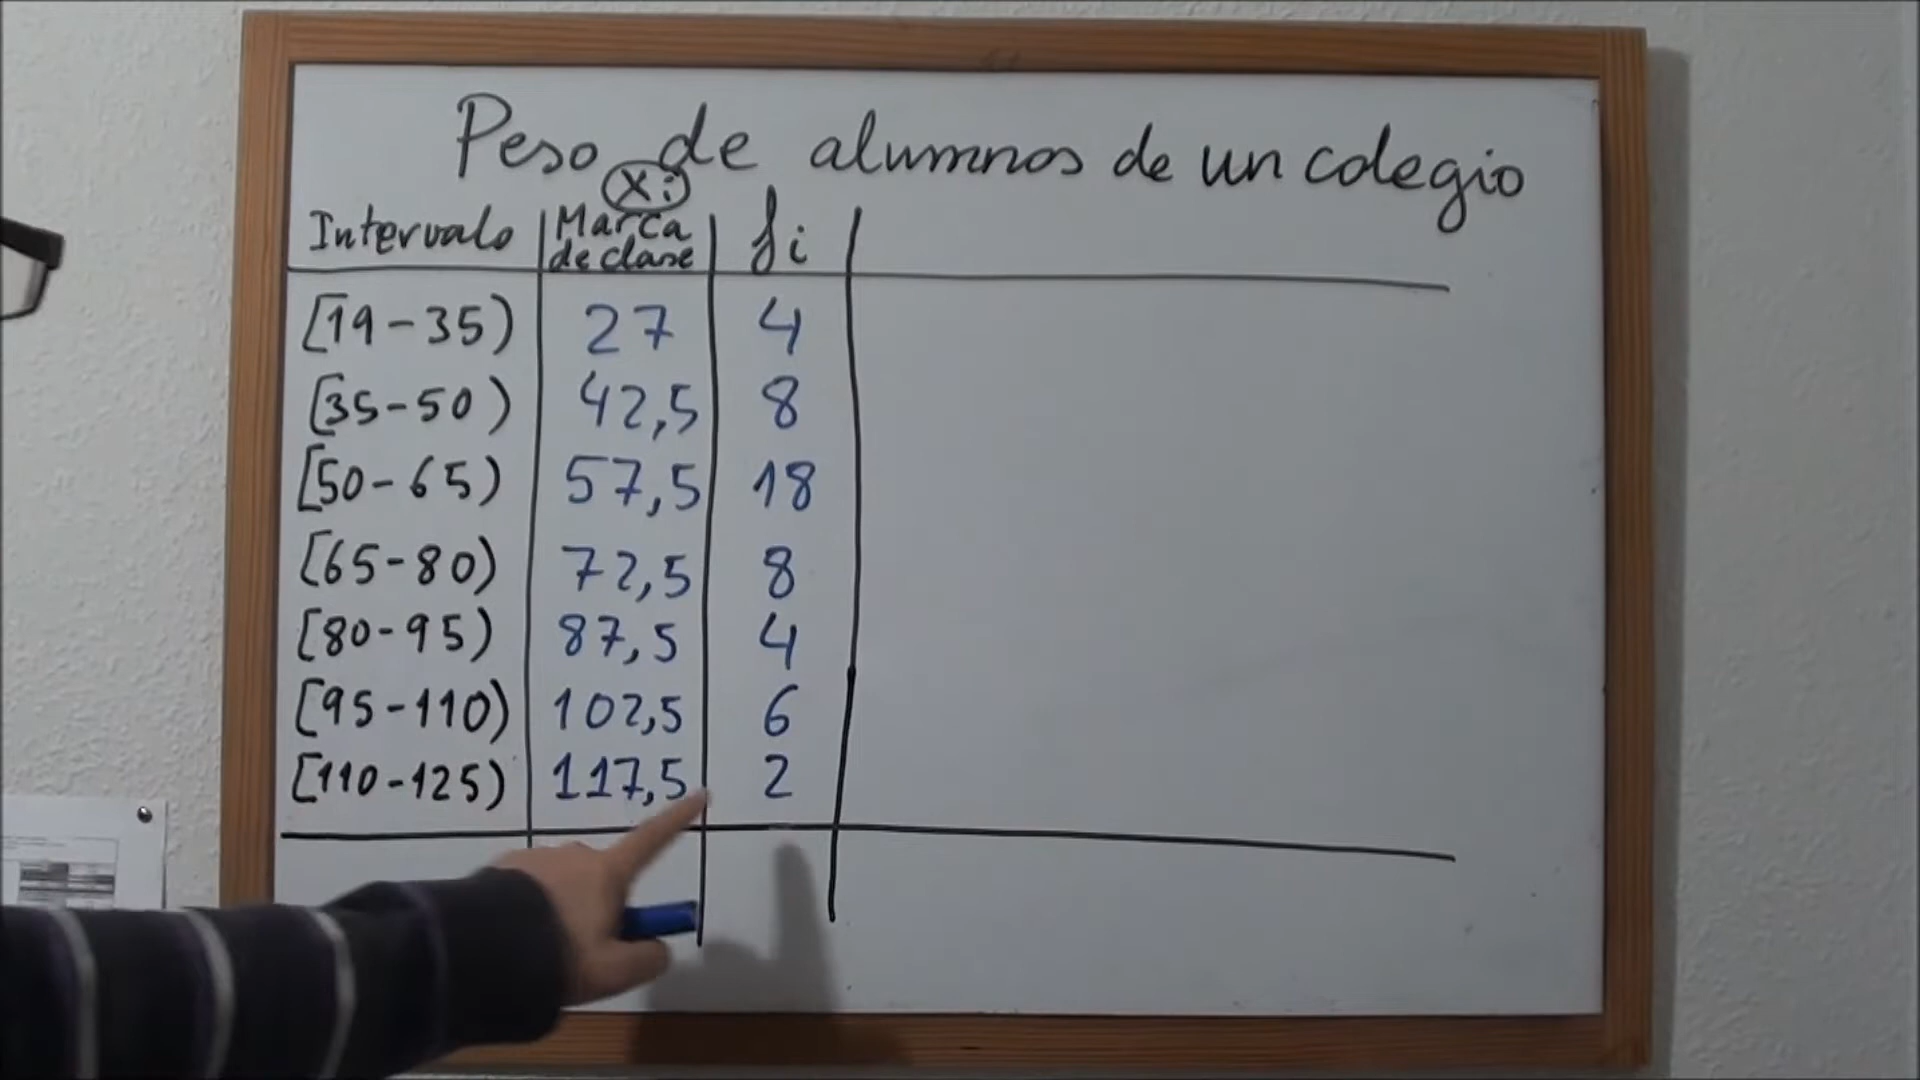 Peso de alumnos de un colegio
Intervalo Marca de clase xi fi
[19-35) 27 4
[35-50) 42,5 8
[50-65) 57,5 18
[65-80) 72,5 8
[80-95) 87,5 4
[95-110) 102,5 6
[110-125) 117,5 2